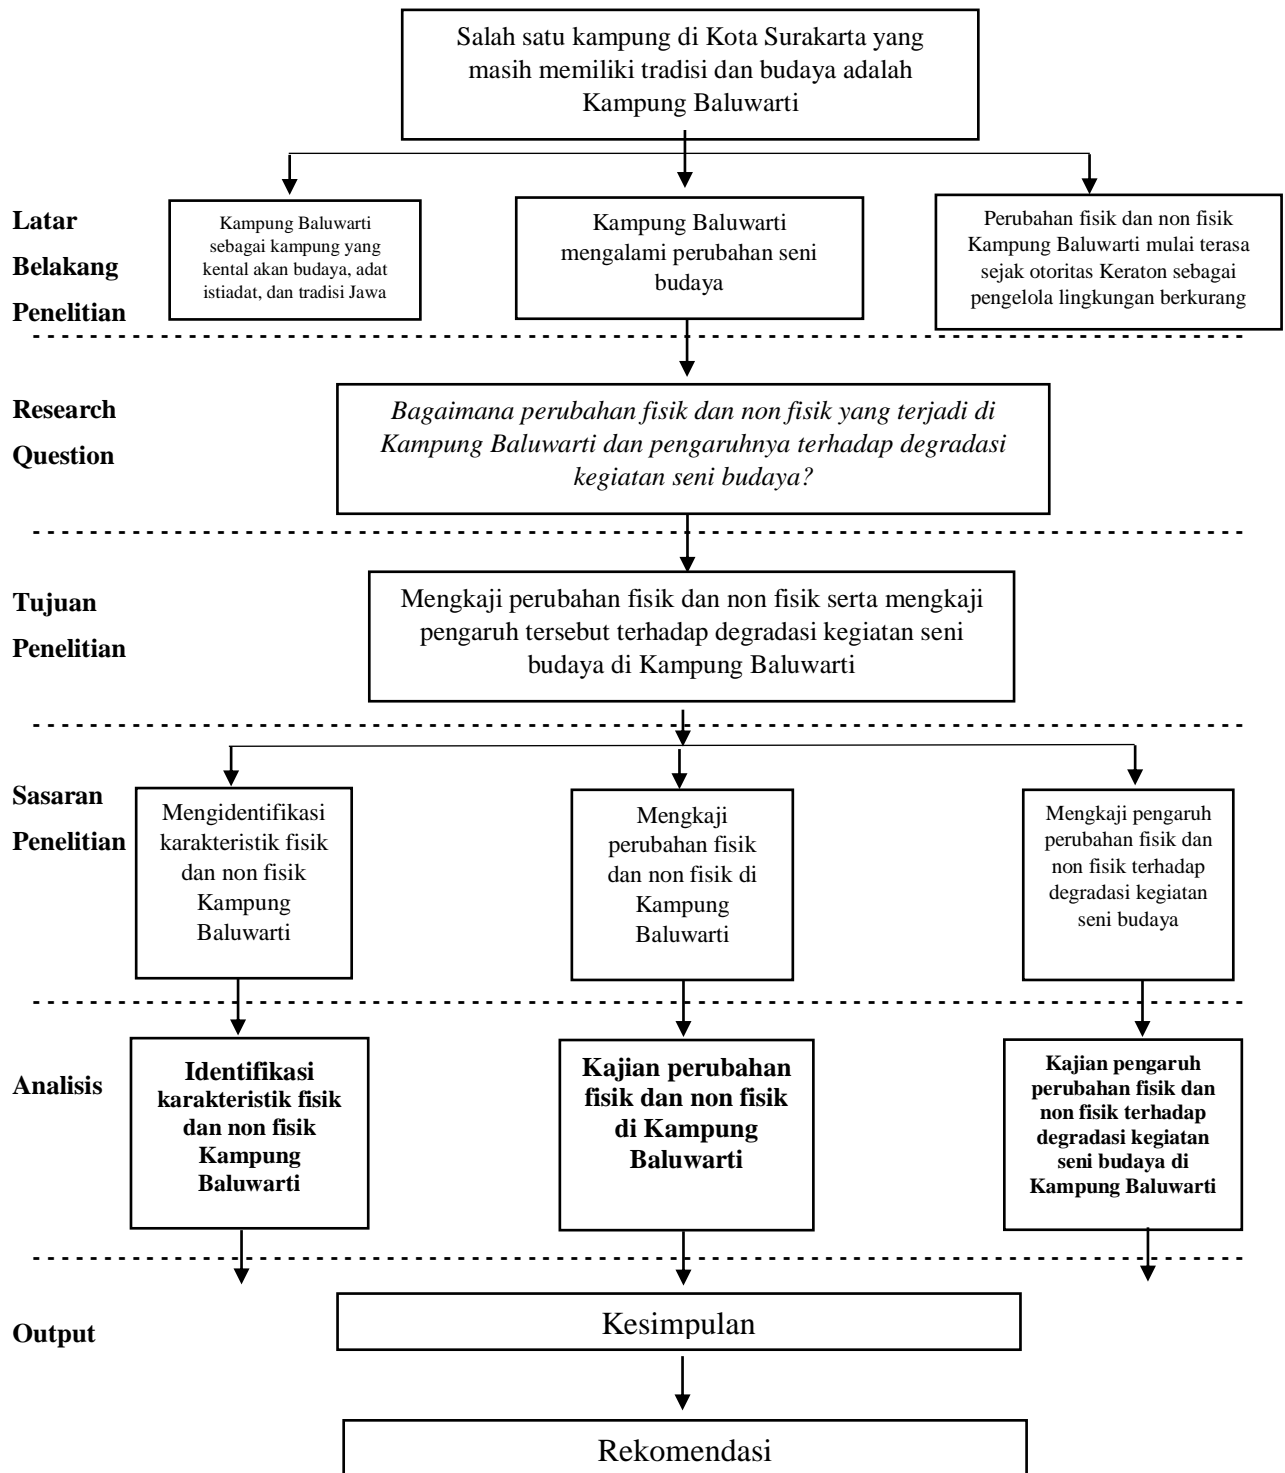 Salah satu kampung di Kota Surakarta yang
masih memiliki tradisi dan budaya adalah
Kampung Baluwarti
Latar
Belakang
Penelitian
Kampung Baluwarti
sebagai kampung yang
kental akan budaya, adat
istiadat, dan tradisi Jawa
Kampung Baluwarti
mengalami perubahan seni
budaya
Perubahan fisik dan non fisik
Kampung Baluwarti mulai terasa
sejak otoritas Keraton sebagai
pengelola lingkungan berkurang
Research
Question
Bagaimana perubahan fisik dan non fisik yang terjadi di
Kampung Baluwarti dan pengaruhnya terhadap degradasi
kegiatan seni budaya?
Tujuan
Penelitian
Mengkaji perubahan fisik dan non fisik serta mengkaji
pengaruh tersebut terhadap degradasi kegiatan seni
budaya di Kampung Baluwarti
Sasaran
Penelitian
Mengidentifikasi
karakteristik fisik
dan non fisik
Kampung
Baluwarti
Mengkaji
perubahan fisik
dan non fisik di
Kampung
Baluwarti
Mengkaji pengaruh
perubahan fisik dan
non fisik terhadap
degradasi kegiatan
seni budaya
Analisis
Identifikasi
karakteristik fisik
dan non fisik
Kampung
Baluwarti
Kajian perubahan
fisik dan non fisik
di Kampung
Baluwarti
Kajian pengaruh
perubahan fisik dan
non fisik terhadap
degradasi kegiatan
seni budaya di
Kampung Baluwarti
Output
Kesimpulan
Rekomendasi